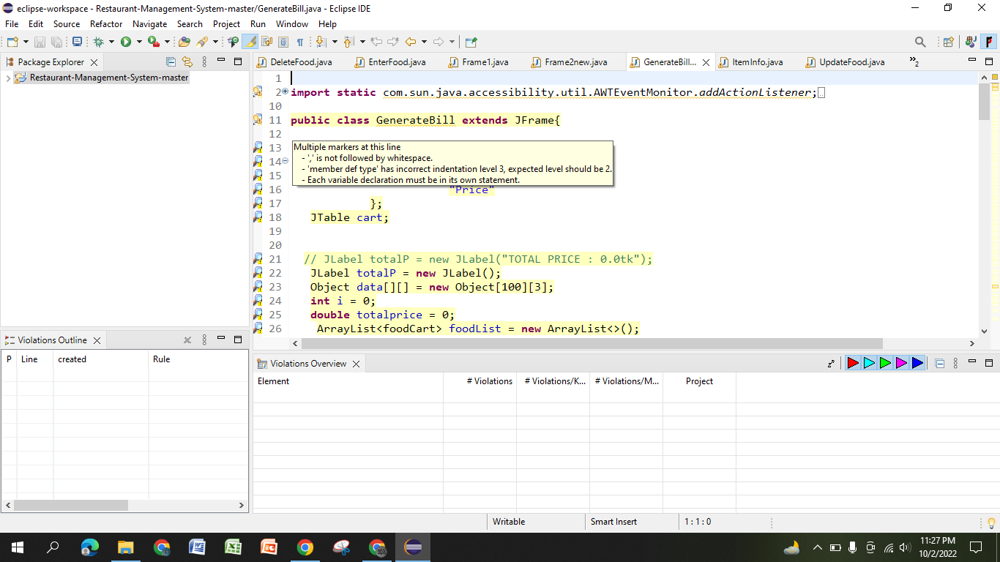 eclipse-workspace - Restaurant-Management-System-master/GenerateBill.java - Eclipse IDE
File Edit Source Refactor Navigate Search Project Run Window Help
Package Explorer
Restaurant-Management-System-master
DeleteFood.java EnterFood.java Frame1.java Frame2new.java GenerateBill... ItemInfo.java UpdateFood.java »2
1
2 import static com.sun.java.accessibility.util.AWTEventMonitor.addActionListener;
10
11 public class GenerateBill extends JFrame{
12
13
14
15
16 "Price"
17 };
18 JTable cart;
19
20
21 // JLabel totalP = new JLabel("TOTAL PRICE : 0.0tk");
22 JLabel totalP = new JLabel();
23 Object data[][] = new Object[100][3];
24 int i = 0;
25 double totalprice = 0;
26 ArrayList<foodCart> foodList = new ArrayList<>();
Multiple markers at this line
- ',' is not followed by whitespace.
- 'member def type' has incorrect indentation level 3, expected level should be 2.
- Each variable declaration must be in its own statement.
Violations Outline
P Line created Rule
Violations Overview
Element # Violations # Violations/K... # Violations/M... Project
Writable Smart Insert 1 : 1 : 0
11:27 PM
10/2/2022